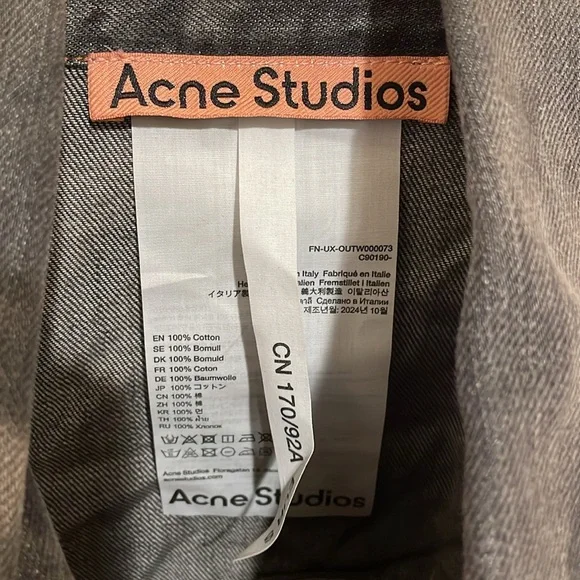 Acne Studios
FN-UX-OUTW000073
C90190-
Italy Fabriqué en Italie
Fremstillet i Italien
イタリア製 義大利製造 이탈리아산
Сделано в Италии
제조년월: 2024년 10월
EN 100% Cotton
SE 100% Bomull
DK 100% Bomuld
FR 100% Coton
DE 100% Baumwolle
JP 100% コットン
CN 100% 棉
ZH 100% 棉
KR 100% 면
TH 100% ฝ้าย
RU 100% Хлопок
CN 170/92A
Acne Studios
acnestudios.com
Acne Studios